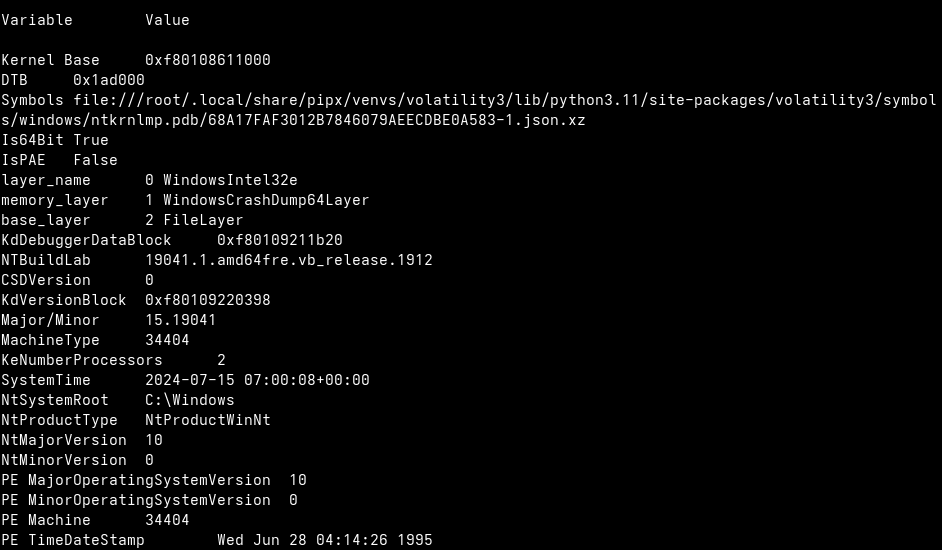 Variable        Value
Kernel Base     0xf80108611000
DTB     0x1ad000
Symbols file:///root/.local/share/pipx/venvs/volatility3/lib/python3.11/site-packages/volatility3/symbol
s/windows/ntkrnlmp.pdb/68A17FAF3012B7846079AEECDBE0A583-1.json.xz
Is64Bit True
IsPAE   False
layer_name      0 WindowsIntel32e
memory_layer    1 WindowsCrashDump64Layer
base_layer      2 FileLayer
KdDebuggerDataBlock     0xf80109211b20
NTBuildLab      19041.1.amd64fre.vb_release.1912
CSDVersion      0
KdVersionBlock  0xf80109220398
Major/Minor     15.19041
MachineType     34404
KeNumberProcessors      2
SystemTime      2024-07-15 07:00:08+00:00
NtSystemRoot    C:\Windows
NtProductType   NtProductWinNt
NtMajorVersion  10
NtMinorVersion  0
PE MajorOperatingSystemVersion  10
PE MinorOperatingSystemVersion  0
PE Machine      34404
PE TimeDateStamp        Wed Jun 28 04:14:26 1995